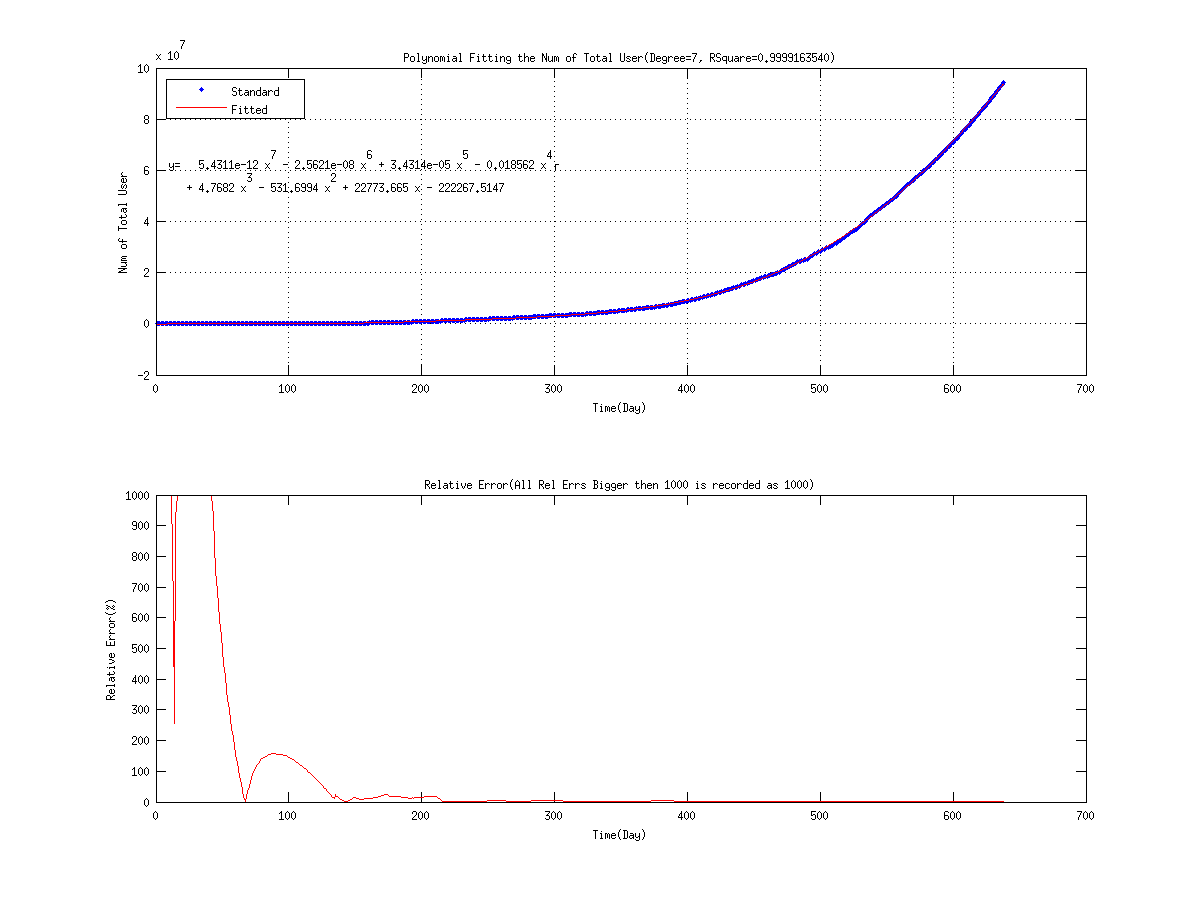 x 10 7
Polynomial Fitting the Num of Total User(Degree=7, RSquare=0.9999163540)
10
8
6
4
2
0
-2
Num of Total User
Standard
Fitted
7 6 5 4
y= 5.4311e-12 x - 2.5621e-08 x + 3.4314e-05 x - 0.018562 x r
3 2
+ 4.7682 x - 531.6994 x + 22773.665 x - 222267.5147
0 100 200 300 400 500 600 700
Time(Day)
Relative Error(All Rel Errs Bigger then 1000 is recorded as 1000)
1000
900
800
700
600
500
400
300
200
100
0
Relative Error(%)
0 100 200 300 400 500 600 700
Time(Day)